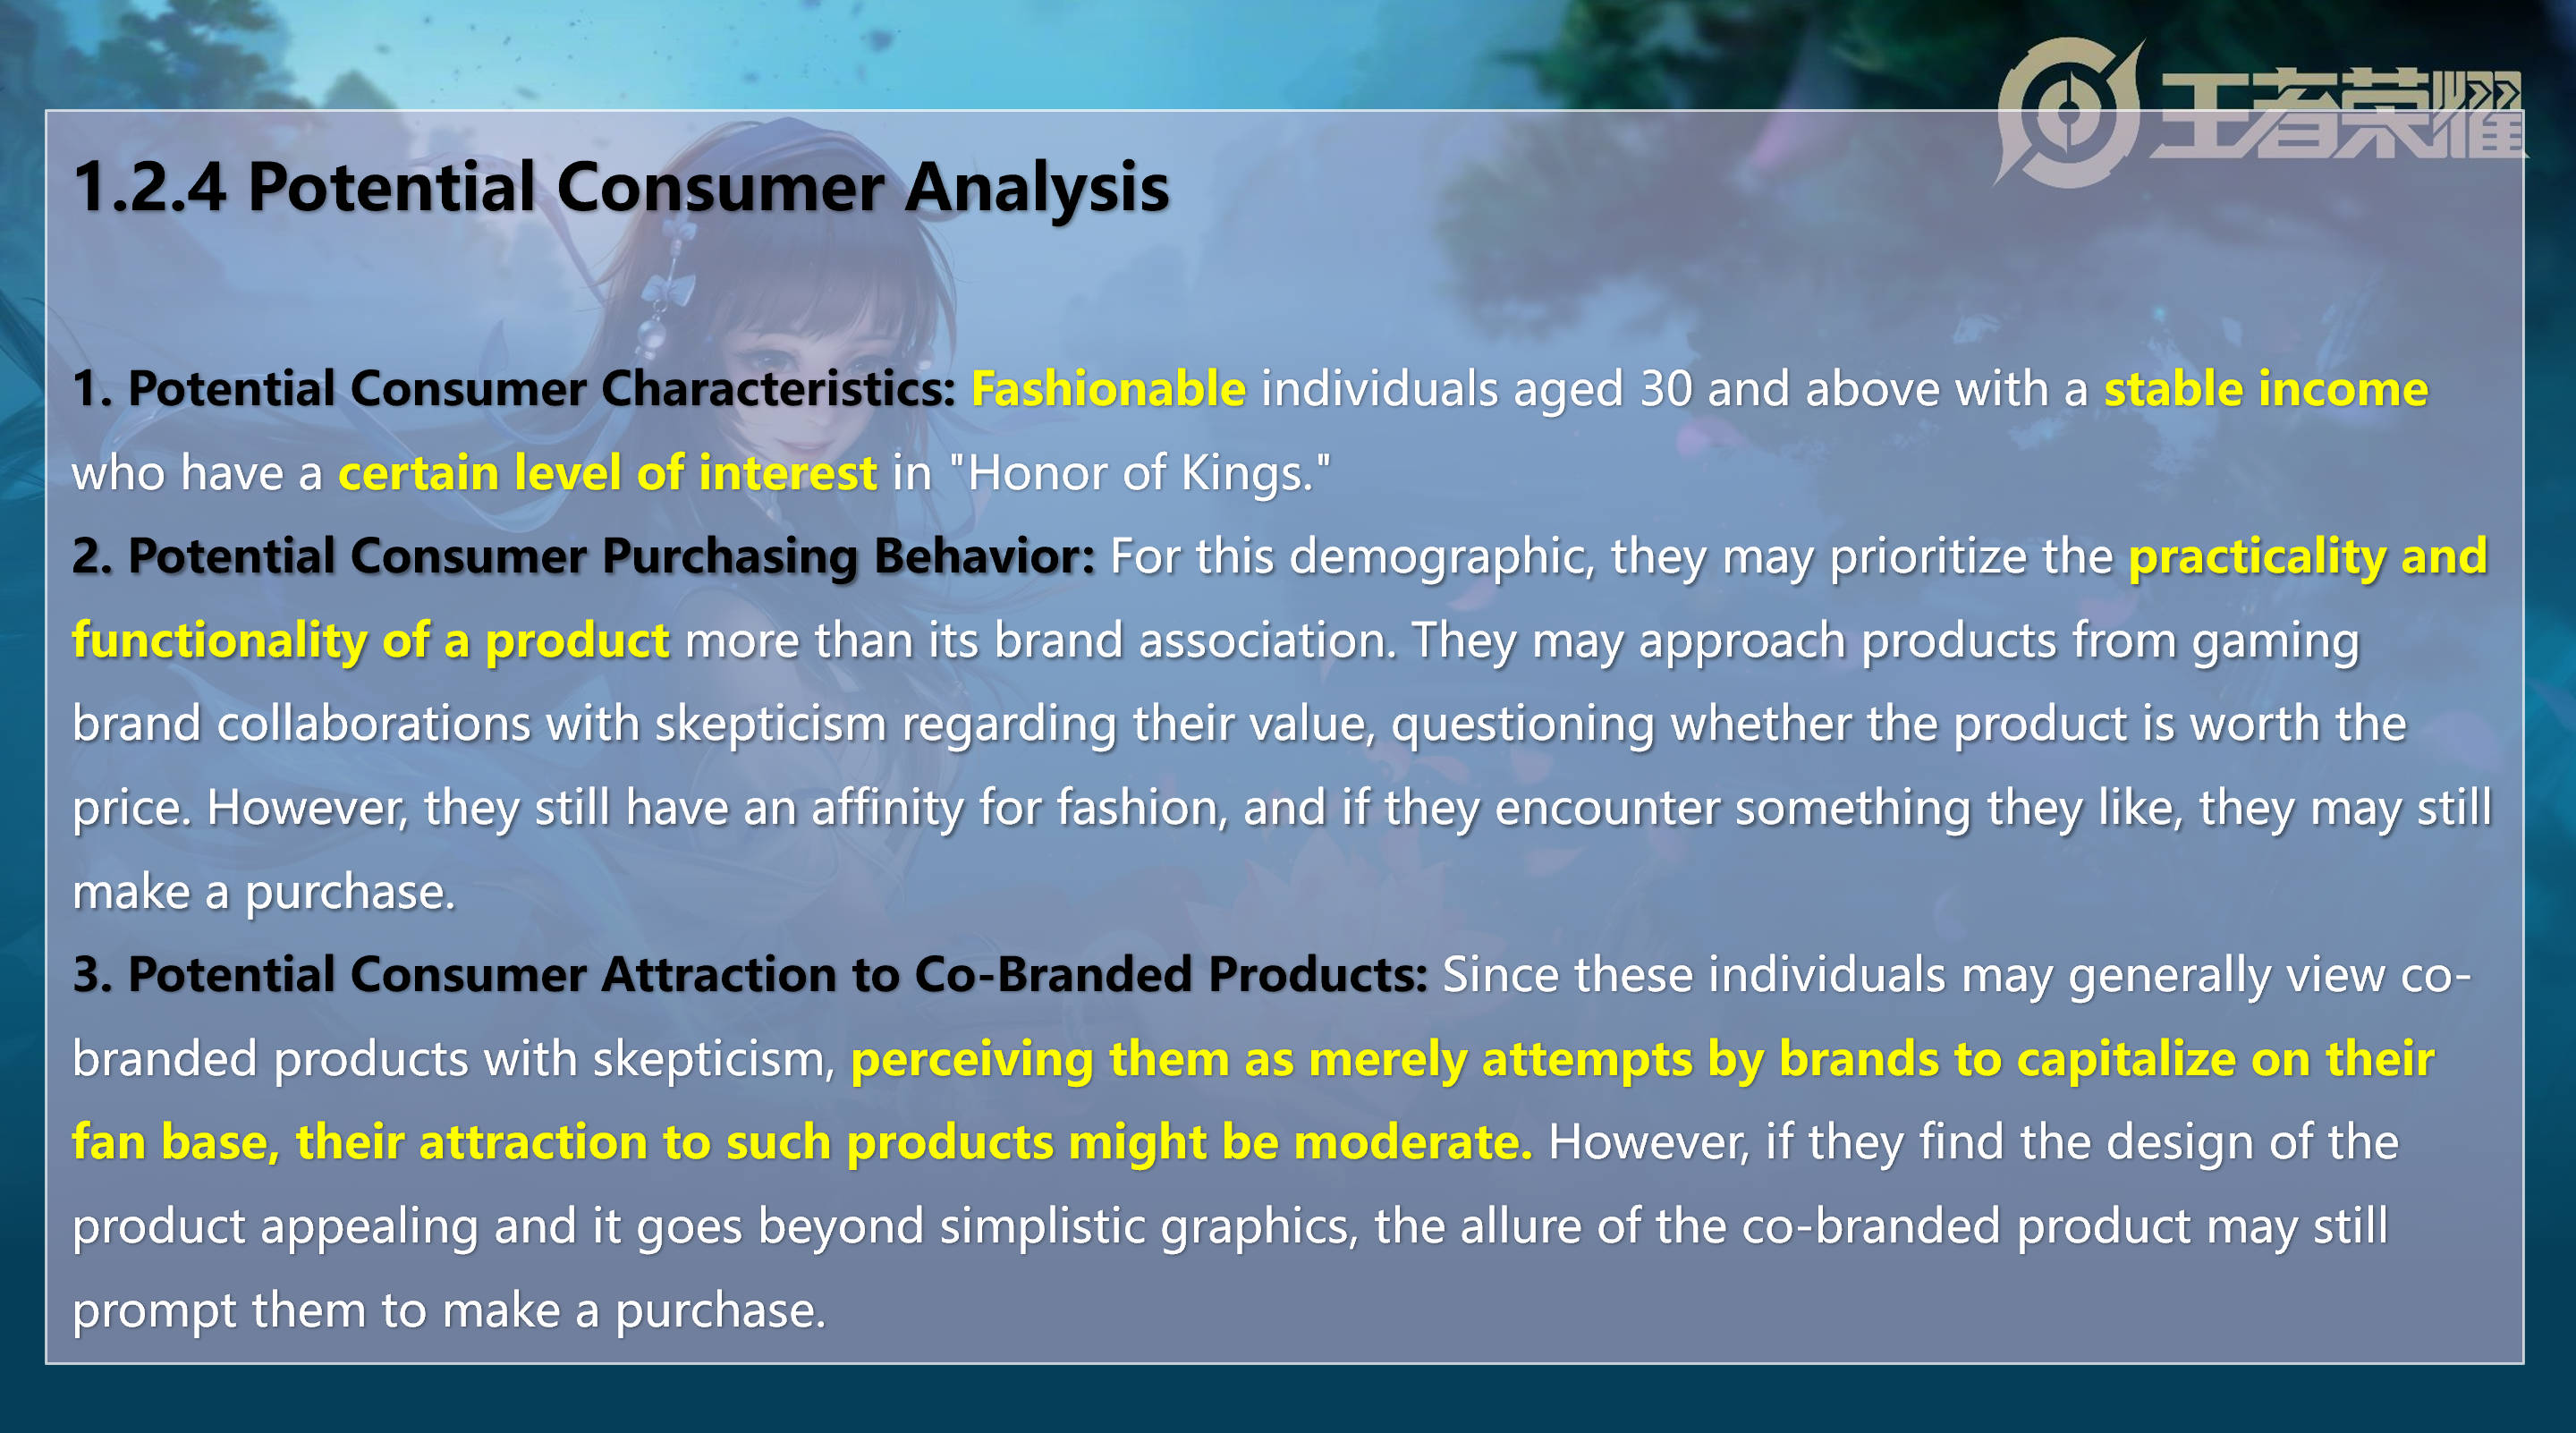 王者荣耀
1.2.4 Potential Consumer Analysis
1. Potential Consumer Characteristics: Fashionable individuals aged 30 and above with a stable income
who have a certain level of interest in "Honor of Kings."
2. Potential Consumer Purchasing Behavior: For this demographic, they may prioritize the practicality and
functionality of a product more than its brand association. They may approach products from gaming
brand collaborations with skepticism regarding their value, questioning whether the product is worth the
price. However, they still have an affinity for fashion, and if they encounter something they like, they may still
make a purchase.
3. Potential Consumer Attraction to Co-Branded Products: Since these individuals may generally view co-
branded products with skepticism, perceiving them as merely attempts by brands to capitalize on their
fan base, their attraction to such products might be moderate. However, if they find the design of the
product appealing and it goes beyond simplistic graphics, the allure of the co-branded product may still
prompt them to make a purchase.